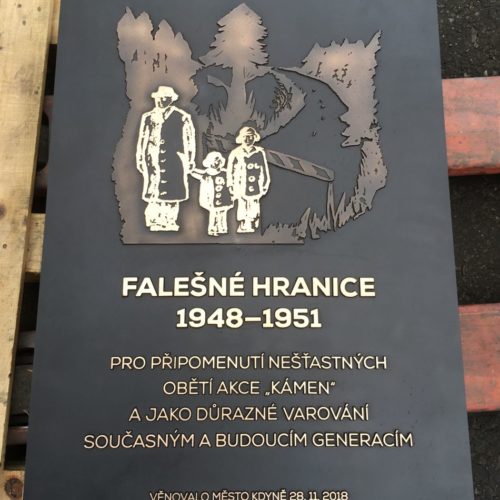 FALEŠNÉ HRANICE
1948–1951
PRO PŘIPOMENUTÍ NEŠŤASTNÝCH
OBĚTÍ AKCE „KÁMEN“
A JAKO DŮRAZNÉ VAROVÁNÍ
SOUČASNÝM A BUDOUCÍM GENERACÍM
VĚNOVALO MĚSTO KDYNĚ 28. 11. 2018